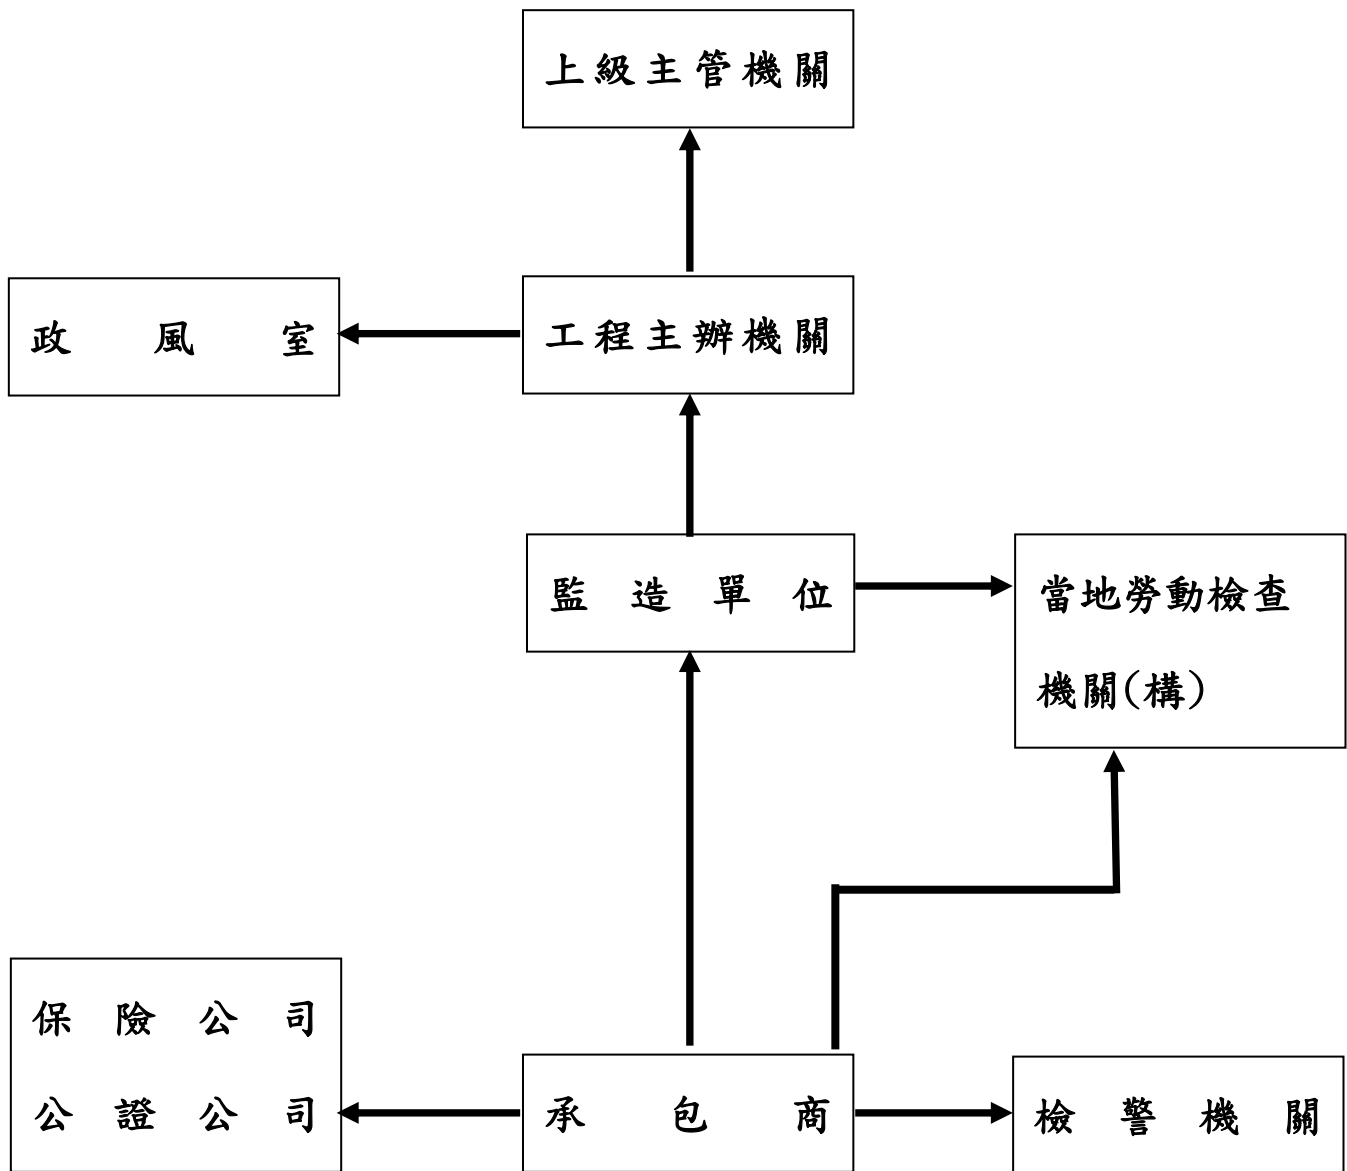 上級主管機關
政風室
工程主辦機關
監造單位
當地勞動檢查
機關(構)
保險公司
公證公司
承包商
檢警機關